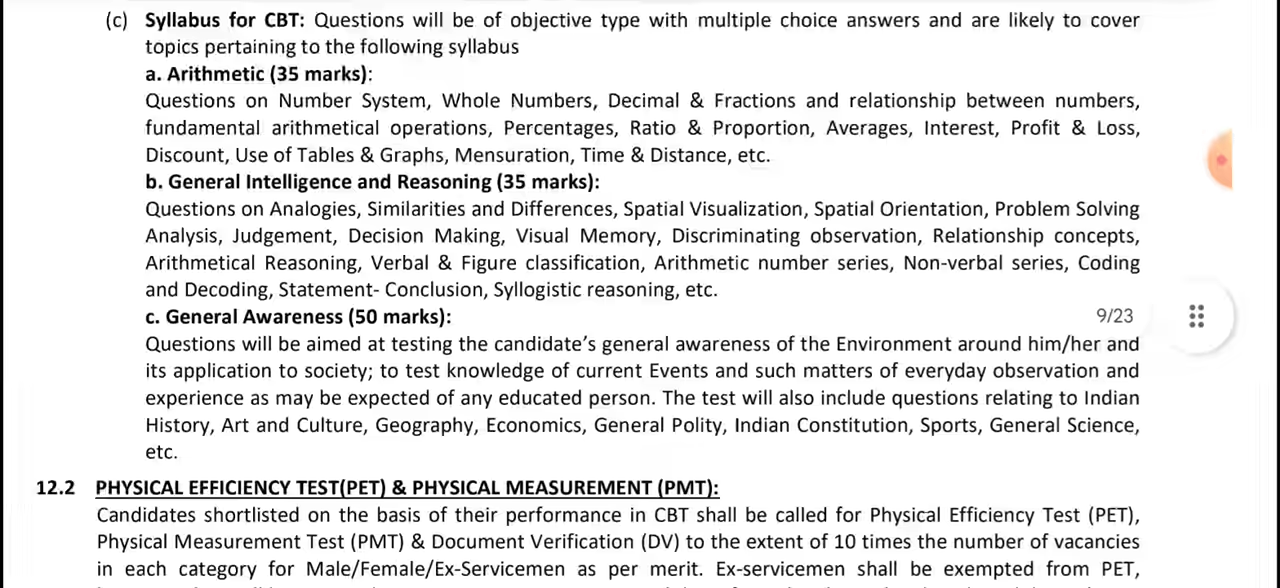 (c) Syllabus for CBT: Questions will be of objective type with multiple choice answers and are likely to cover
topics pertaining to the following syllabus
a. Arithmetic (35 marks):
Questions on Number System, Whole Numbers, Decimal & Fractions and relationship between numbers,
fundamental arithmetical operations, Percentages, Ratio & Proportion, Averages, Interest, Profit & Loss,
Discount, Use of Tables & Graphs, Mensuration, Time & Distance, etc.
b. General Intelligence and Reasoning (35 marks):
Questions on Analogies, Similarities and Differences, Spatial Visualization, Spatial Orientation, Problem Solving
Analysis, Judgement, Decision Making, Visual Memory, Discriminating observation, Relationship concepts,
Arithmetical Reasoning, Verbal & Figure classification, Arithmetic number series, Non-verbal series, Coding
and Decoding, Statement- Conclusion, Syllogistic reasoning, etc.
c. General Awareness (50 marks):
9/23
Questions will be aimed at testing the candidate's general awareness of the Environment around him/her and
its application to society; to test knowledge of current Events and such matters of everyday observation and
experience as may be expected of any educated person. The test will also include questions relating to Indian
History, Art and Culture, Geography, Economics, General Polity, Indian Constitution, Sports, General Science,
etc.
12.2 PHYSICAL EFFICIENCY TEST(PET) & PHYSICAL MEASUREMENT (PMT):
Candidates shortlisted on the basis of their performance in CBT shall be called for Physical Efficiency Test (PET),
Physical Measurement Test (PMT) & Document Verification (DV) to the extent of 10 times the number of vacancies
in each category for Male/Female/Ex-Servicemen as per merit. Ex-servicemen shall be exempted from PET,